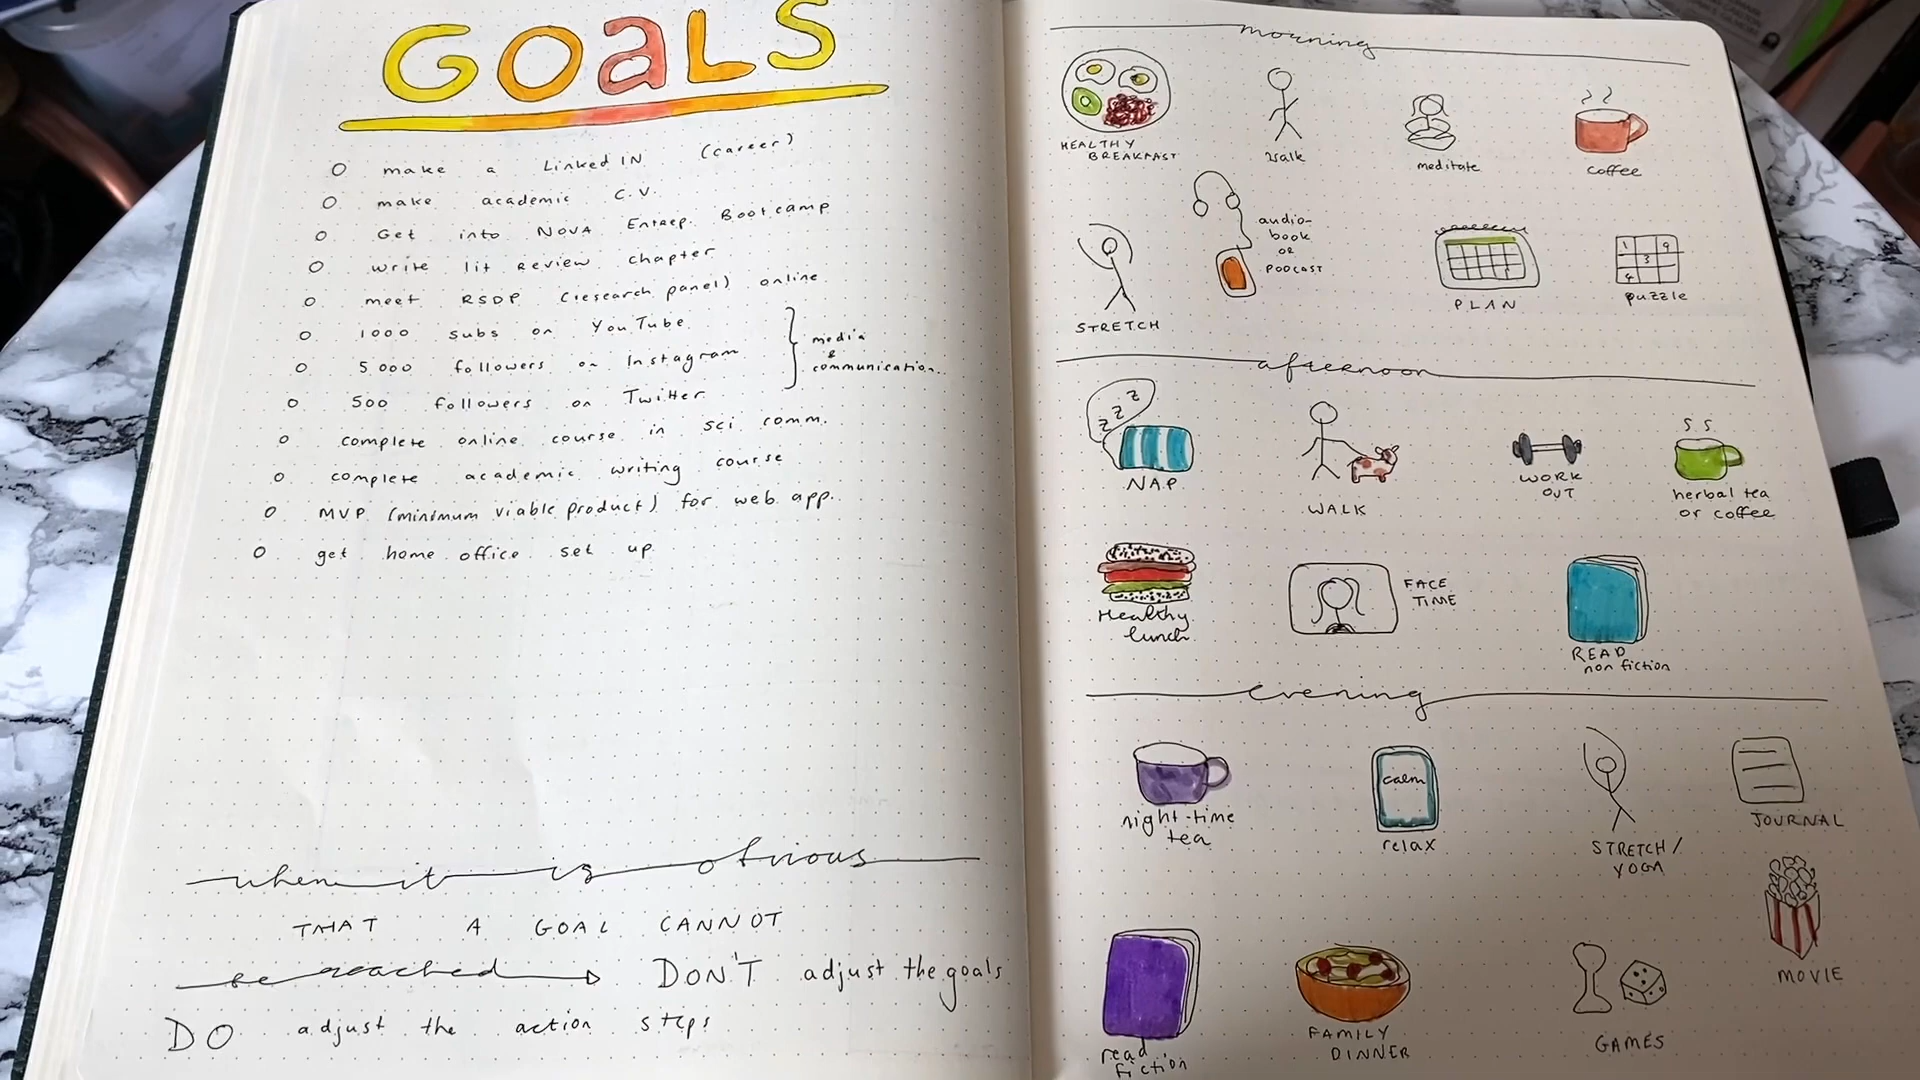 GOALS
O make a Linked IN (career)
O make academic C.V.
O Get into NOVA Entrep. Bootcamp
O write lit review chapter
O meet RSDP (research panel) online
O 1000 subs on YouTube
O 5000 followers on Instagram
media
&
communication.
O 500 followers on Twitter
O complete online course in sci comm.
O complete academic writing course
O MVP (minimum viable product) for web app.
O get home office set up
when it is obvious
THAT A GOAL CANNOT
be reached → DON'T adjust the goals
DO adjust the action steps
morning
HEALTHY
BREAKFAST
walk
meditate
coffee
STRETCH
audio-
book
or
PODCAST
PLAN
1 9
3
4
puzzle
afternoon
z
z
z
NAP
WALK
WORK
OUT
herbal tea
or coffee
Healthy
lunch
FACE
TIME
READ
non fiction
evening
night-time
tea
calm
relax
STRETCH/
YOGA
JOURNAL
read
fiction
FAMILY
DINNER
GAMES
MOVIE